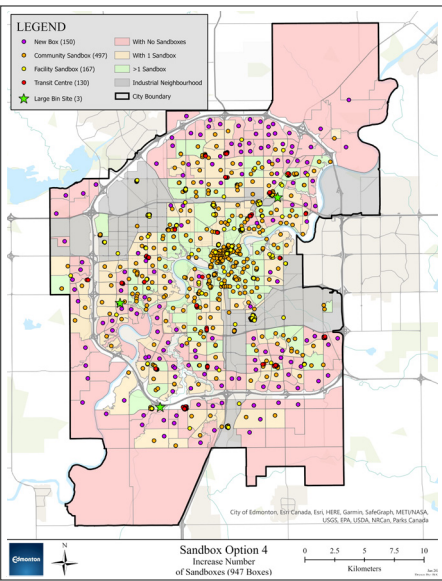 LEGEND
New Box (150)
Community Sandbox (497)
Facility Sandbox (167)
Transit Centre (130)
Large Bin Site (3)
With No Sandboxes
With 1 Sandbox
>1 Sandbox
Industrial Neighbourhood
City Boundary
City of Edmonton, Esri Canada, Esri, HERE, Garmin, SafeGraph, METI/NASA,
USGS, EPA, USDA, NRCan, Parks Canada
Edmonton
N
Sandbox Option 4
Increase Number
of Sandboxes (947 Boxes)
0 2.5 5 7.5 10
Kilometers